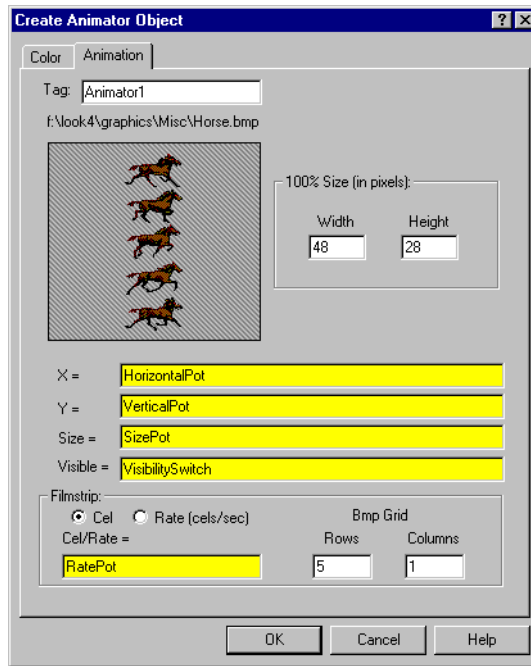 Create Animator Object
Color Animation
Tag: Animator1
f:\look4\graphics\Misc\Horse.bmp
100% Size (in pixels):
Width Height
48 28
X = HorizontalPot
Y = VerticalPot
Size = SizePot
Visible = VisibilitySwitch
Filmstrip:
Cel Rate (cels/sec) Bmp Grid
Cel/Rate = Rows Columns
RatePot 5 1
OK Cancel Help